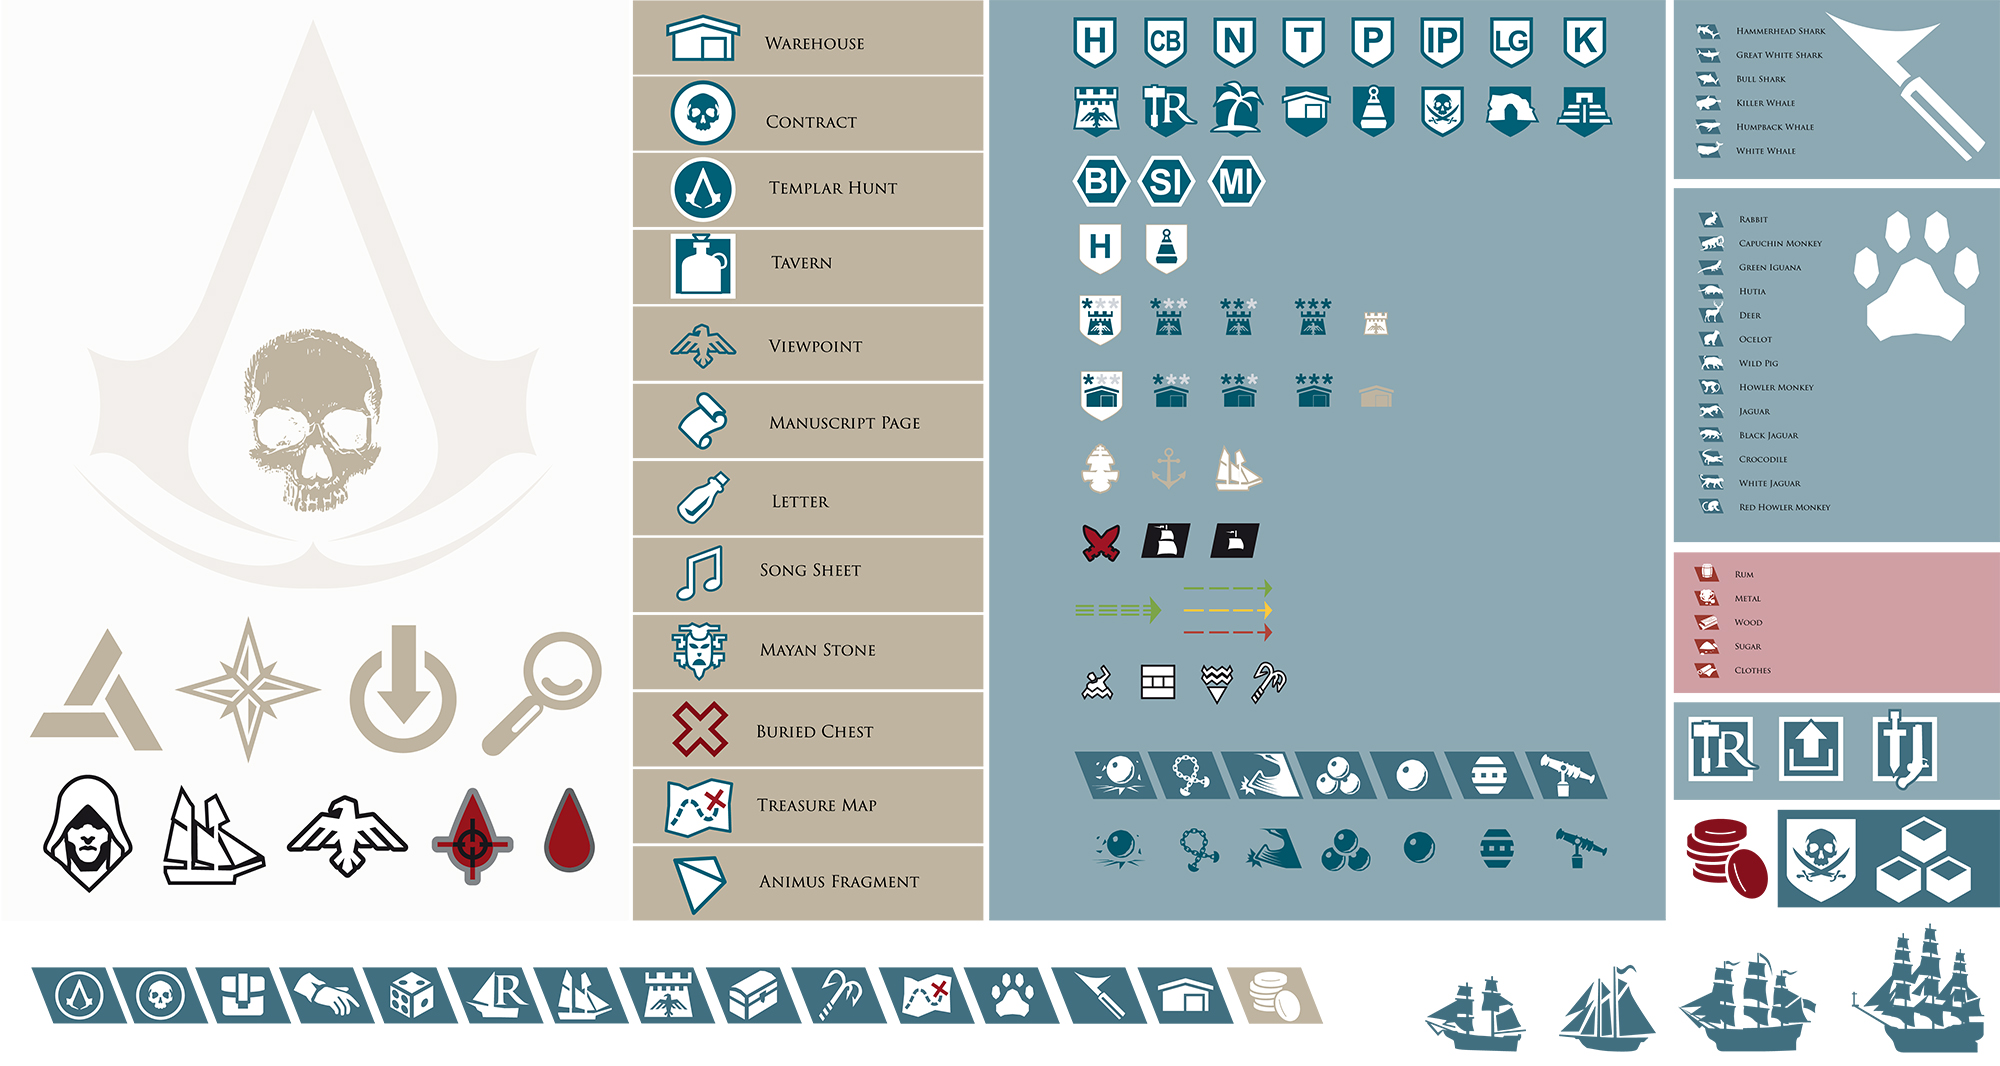 Warehouse
Contract
Templar Hunt
Tavern
Viewpoint
Manuscript Page
Letter
Song Sheet
Mayan Stone
Buried Chest
Treasure Map
Animus Fragment
H CB N T P IP LG K
R
BI SI MI
H
Hammerhead Shark
Great White Shark
Bull Shark
Killer Whale
Humpback Whale
White Whale
Rabbit
Capuchin Monkey
Green Iguana
Hutia
Deer
Ocelot
Wild Pig
Howler Monkey
Jaguar
Black Jaguar
Crocodile
White Jaguar
Red Howler Monkey
Rum
Metal
Wood
Sugar
Clothes
R
R